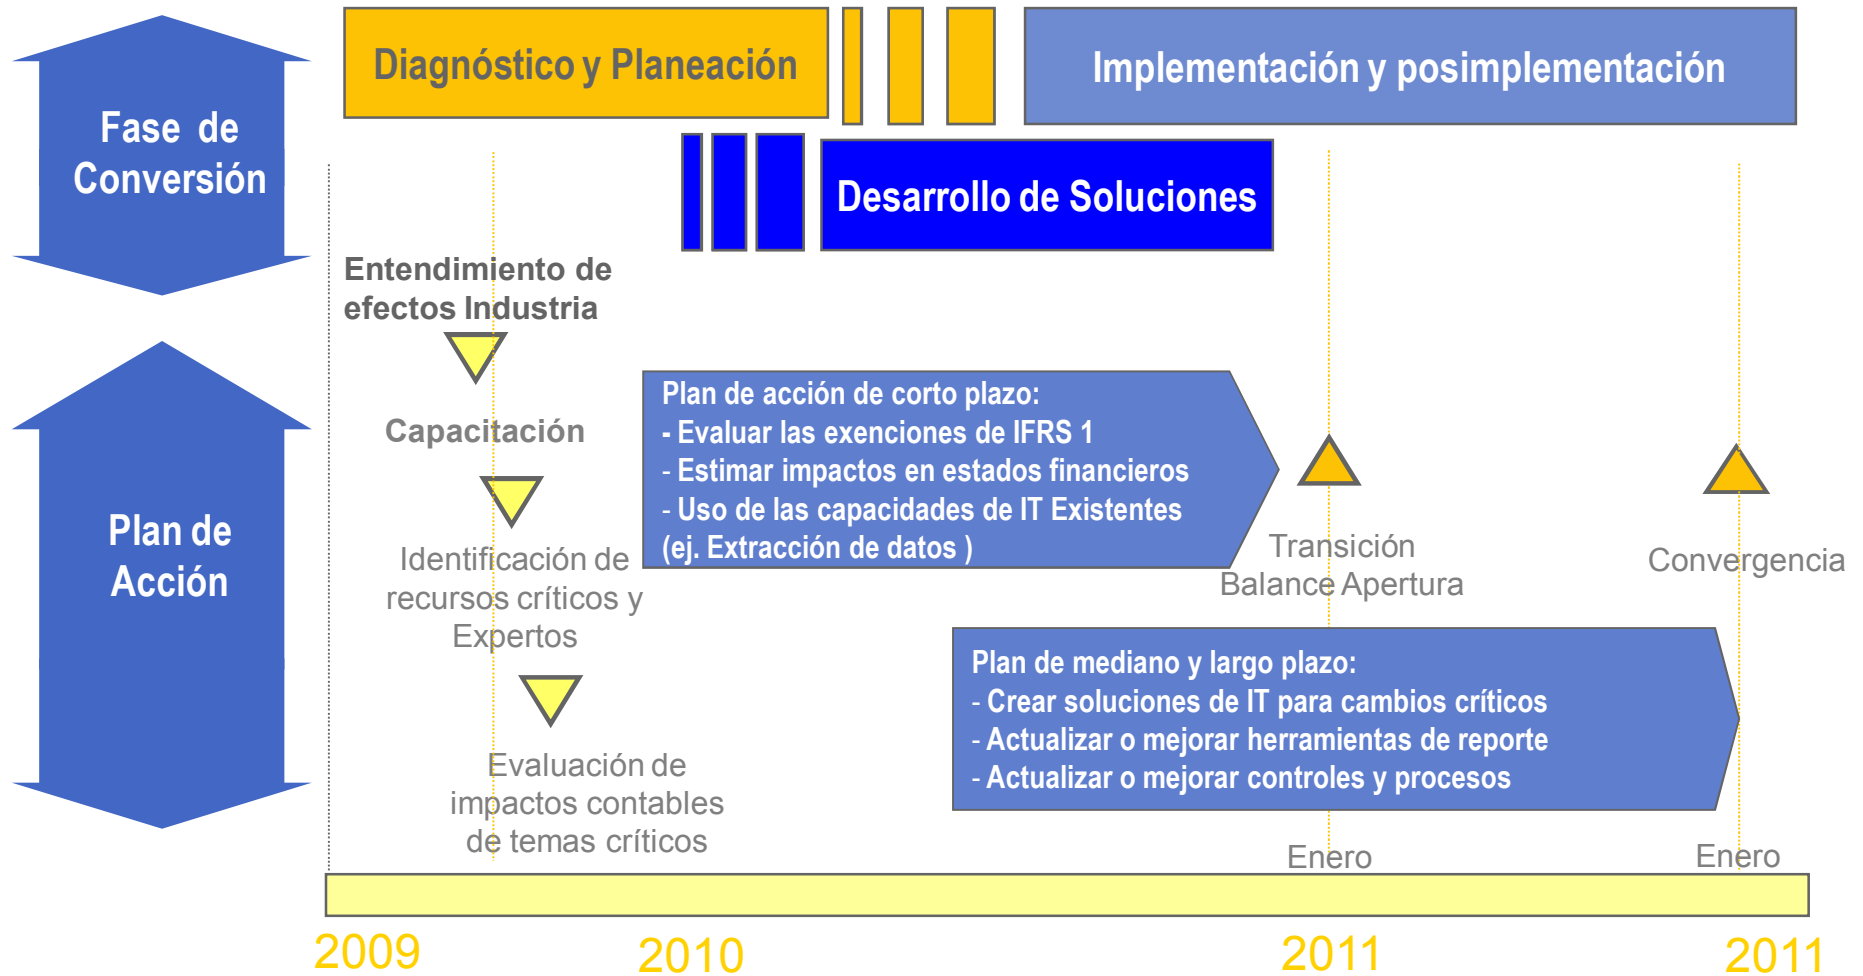 Diagnóstico y Planeación
Implementación y posimplementación
Fase de
Conversión
Desarrollo de Soluciones
Entendimiento de
efectos Industria
Capacitación
Identificación de
recursos críticos y
Expertos
Evaluación de
impactos contables
de temas críticos
Plan de
Acción
Plan de acción de corto plazo:
- Evaluar las exenciones de IFRS 1
- Estimar impactos en estados financieros
- Uso de las capacidades de IT Existentes
(ej. Extracción de datos )
Transición
Balance Apertura
Convergencia
Plan de mediano y largo plazo:
- Crear soluciones de IT para cambios críticos
- Actualizar o mejorar herramientas de reporte
- Actualizar o mejorar controles y procesos
Enero
Enero
2009
2010
2011
2011